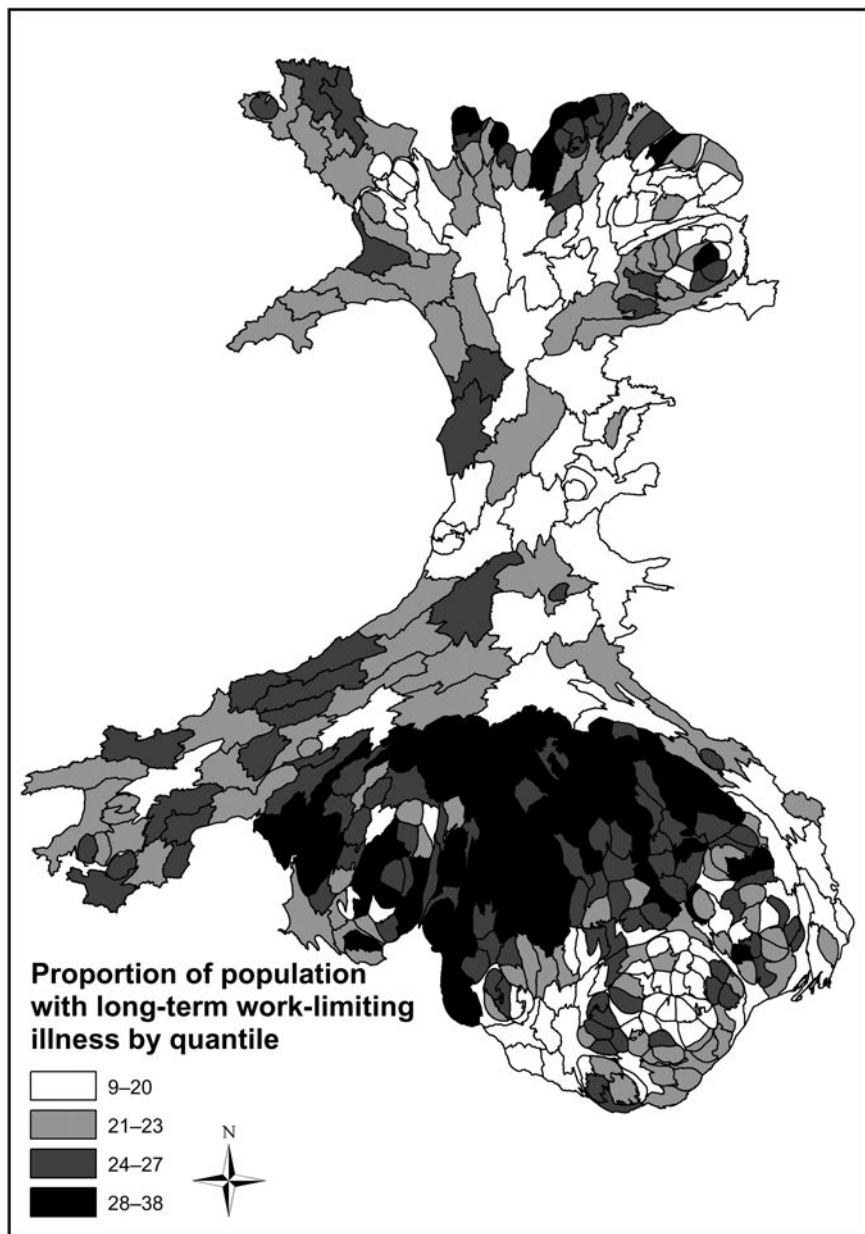 Proportion of population
with long-term work-limiting
illness by quantile
9–20
21–23
24–27
28–38
N